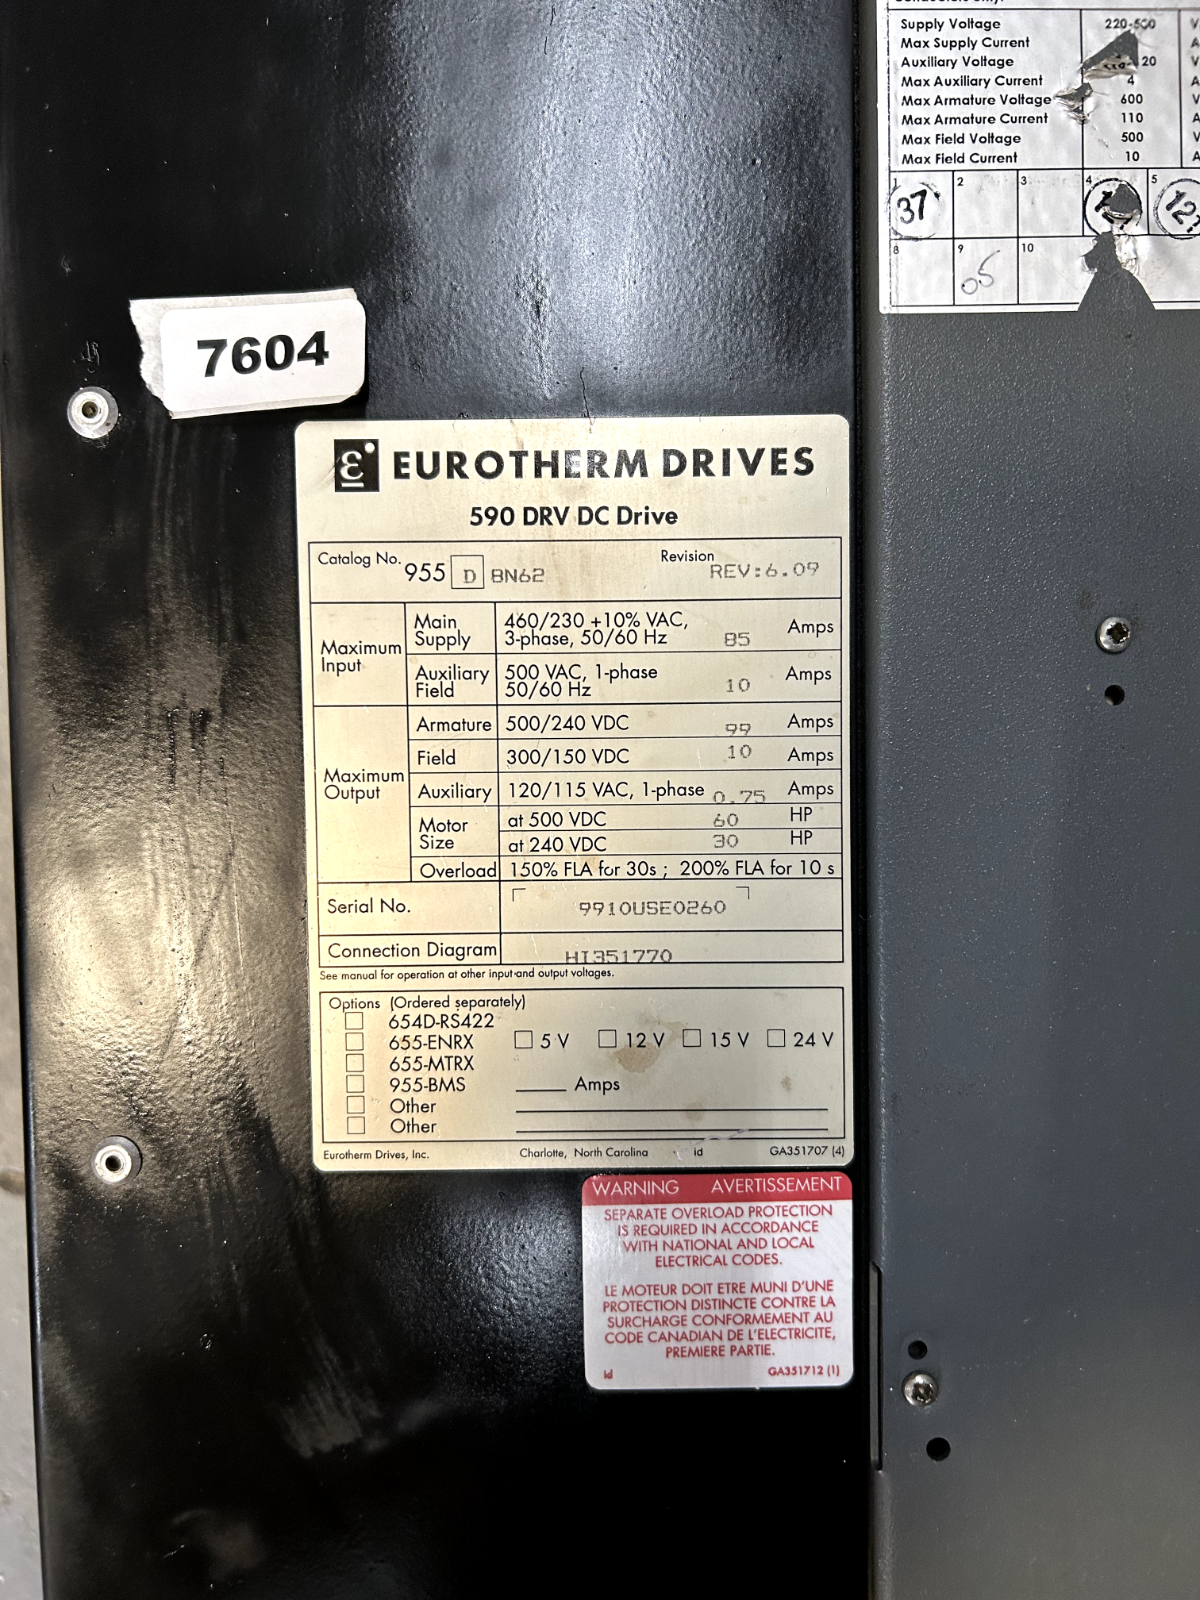 Supply Voltage 220-500 V
Max Supply Current A
Auxiliary Voltage 20 V
Max Auxiliary Current 4 A
Max Armature Voltage 600 V
Max Armature Current 110 A
Max Field Voltage 500 V
Max Field Current 10 A
1 2 3 4 5
37 12
8 9 10
05
7604
EUROTHERM DRIVES
590 DRV DC Drive
Catalog No. 955 D 8N62 Revision REV:6.09
Maximum Input
Main Supply 460/230 +10% VAC, 3-phase, 50/60 Hz 85 Amps
Auxiliary Field 500 VAC, 1-phase 50/60 Hz 10 Amps
Maximum Output
Armature 500/240 VDC 99 Amps
Field 300/150 VDC 10 Amps
Auxiliary 120/115 VAC, 1-phase 0.75 Amps
Motor Size at 500 VDC 60 HP
at 240 VDC 30 HP
Overload 150% FLA for 30s ; 200% FLA for 10 s
Serial No. 9910USE0260
Connection Diagram HI351770
See manual for operation at other input and output voltages.
Options (Ordered separately)
654D-RS422
655-ENRX 5 V 12 V 15 V 24 V
655-MTRX
955-BMS Amps
Other
Other
Eurotherm Drives, Inc. Charlotte, North Carolina id GA351707 (4)
WARNING AVERTISSEMENT
SEPARATE OVERLOAD PROTECTION
IS REQUIRED IN ACCORDANCE
WITH NATIONAL AND LOCAL
ELECTRICAL CODES.
LE MOTEUR DOIT ETRE MUNI D'UNE
PROTECTION DISTINCTE CONTRE LA
SURCHARGE CONFORMEMENT AU
CODE CANADIAN DE L'ELECTRICITE,
PREMIERE PARTIE.
id GA351712 (1)